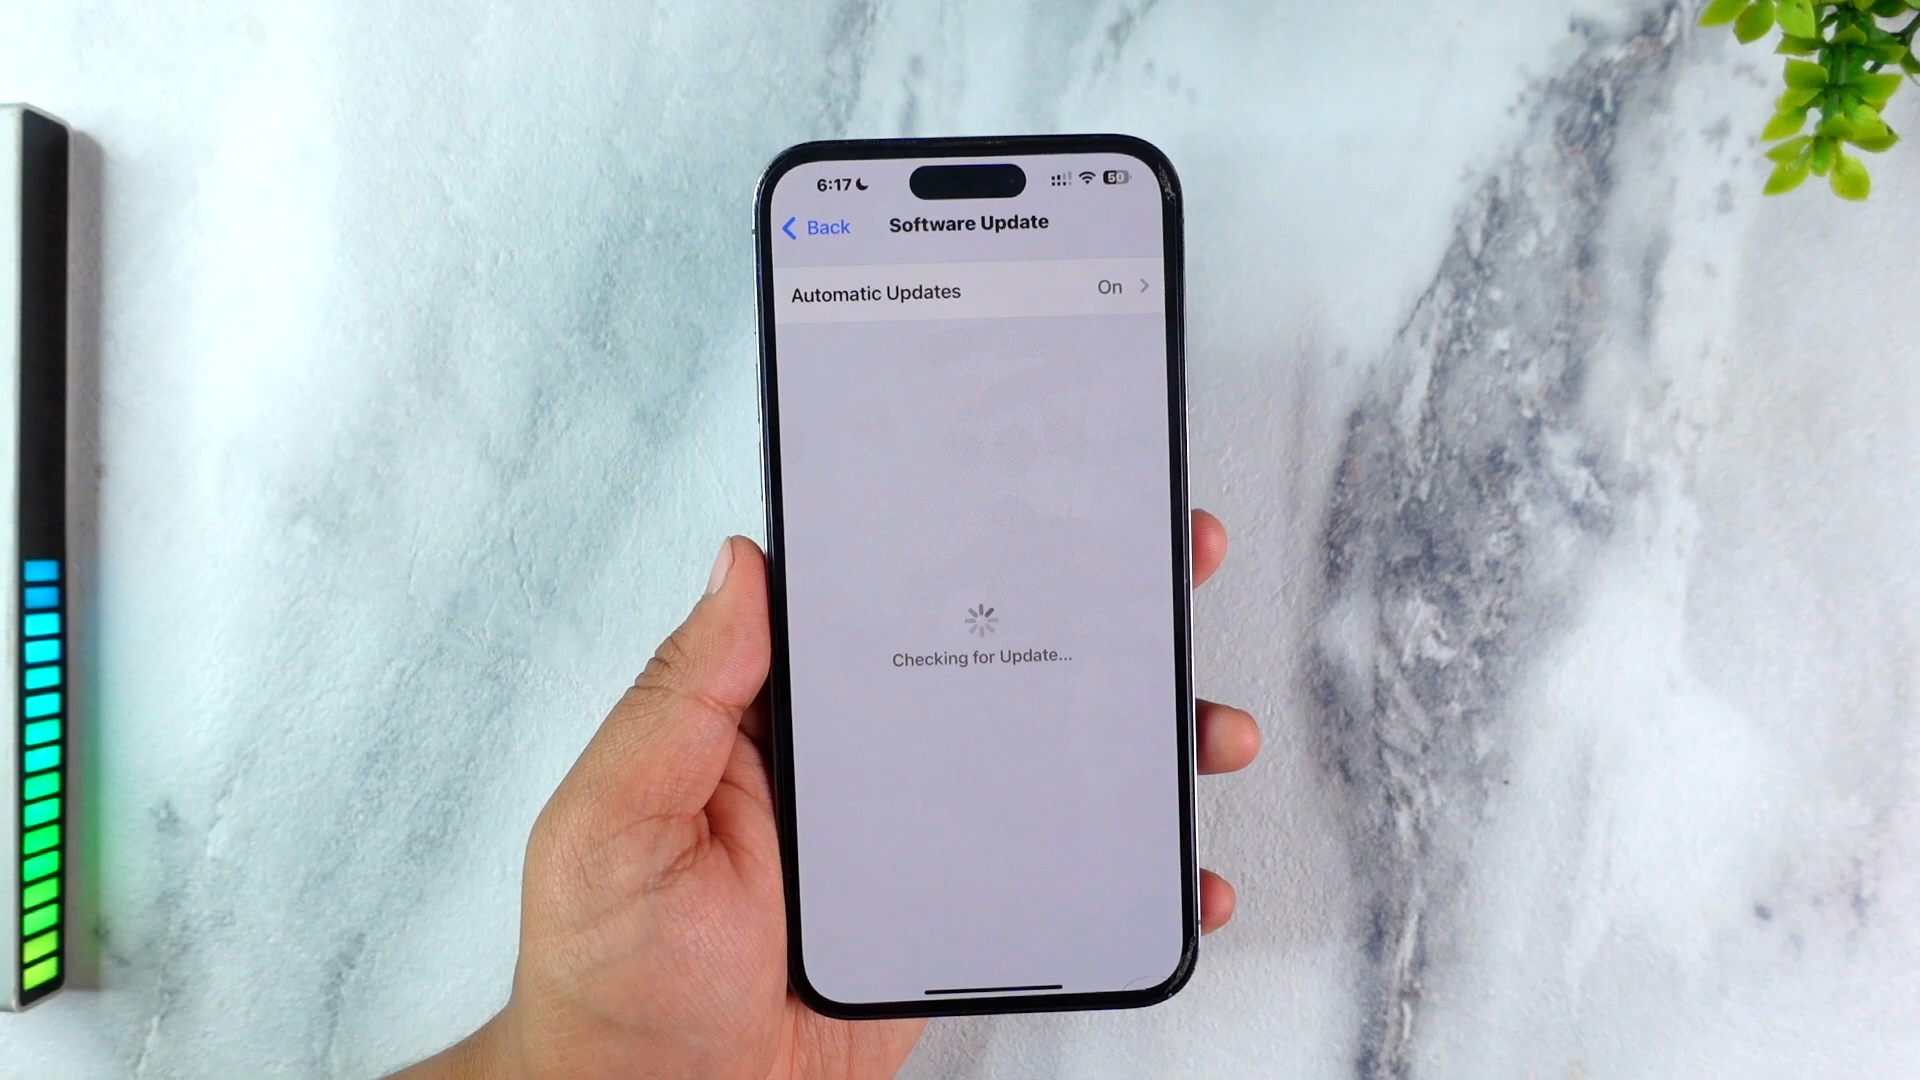 6:17
50
Back
Software Update
Automatic Updates
On
Checking for Update...